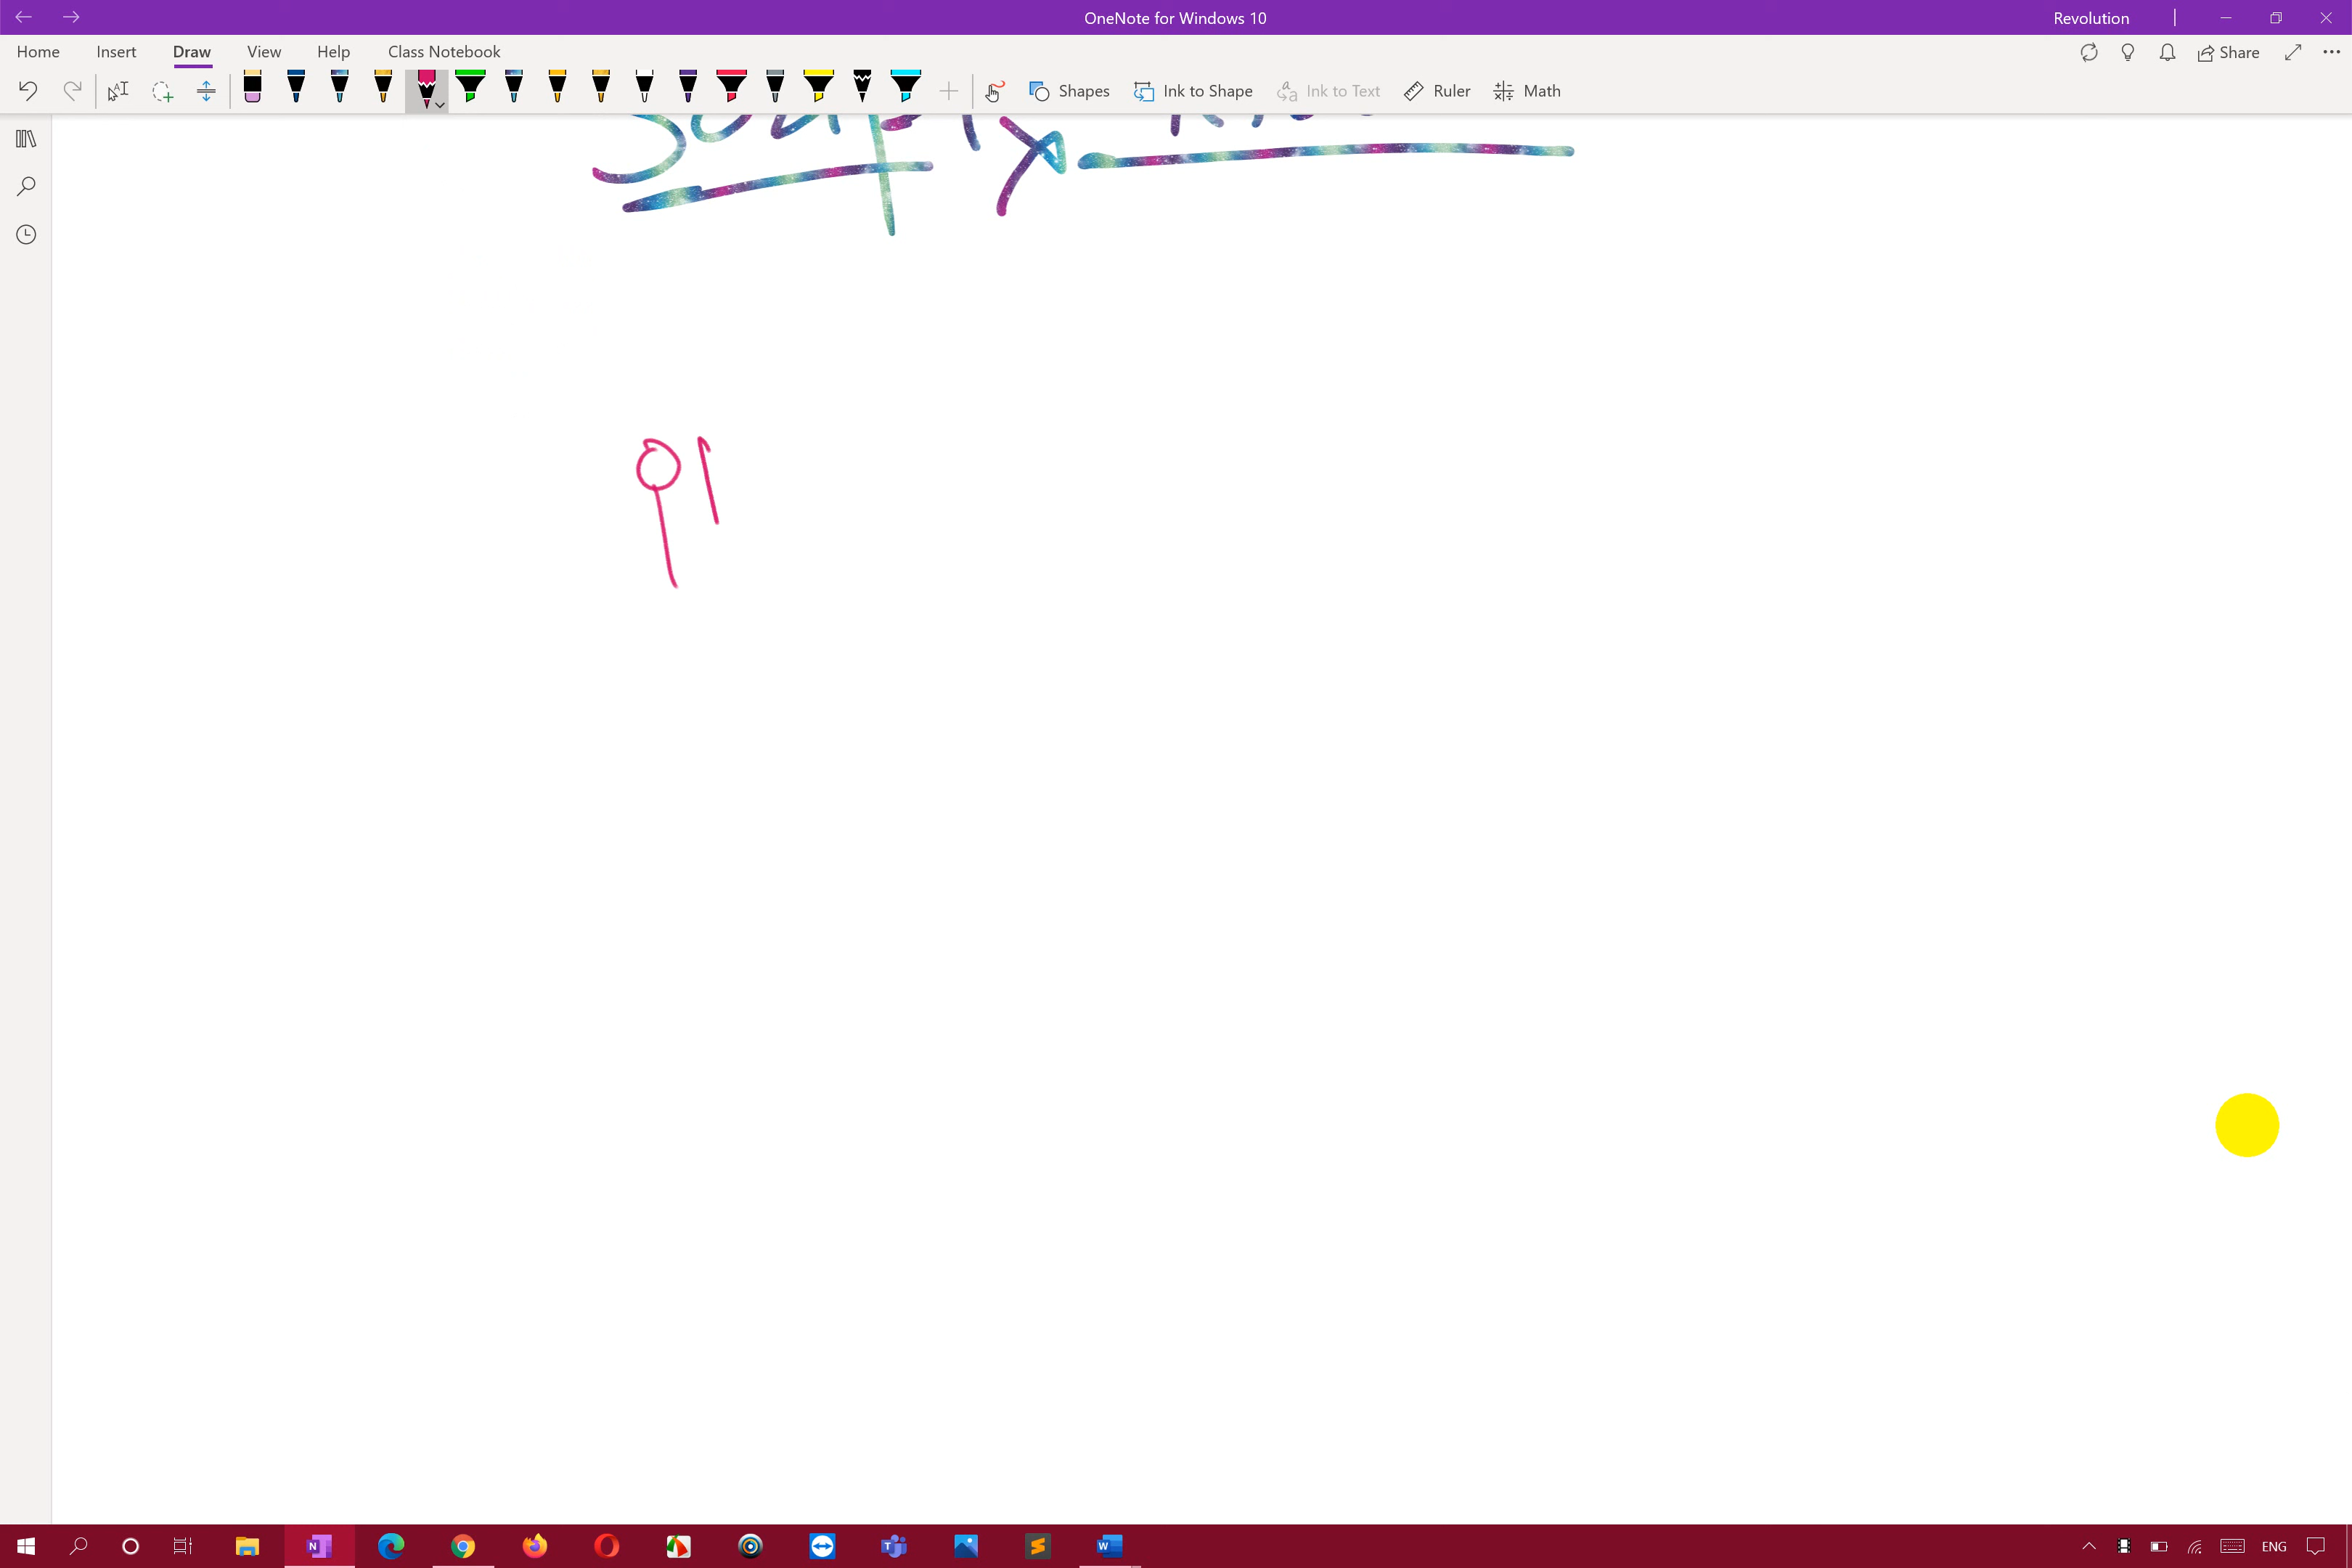 OneNote for Windows 10
Revolution
Home Insert Draw View Help Class Notebook
Share
Shapes Ink to Shape Ink to Text Ruler Math
ENG